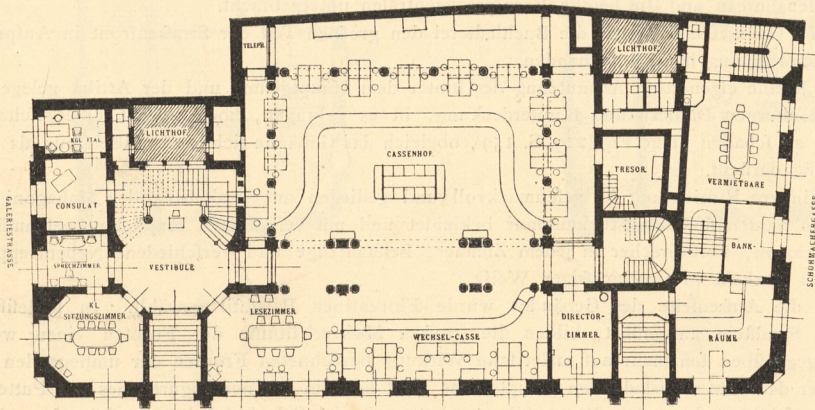 TELEPH.
LICHTHOF.
LICHTHOF.
KGL. ITAL.
CONSULAT
CASSENHOF.
TRESOR.
VERMIETBARE
GALERIESTRASSE
SCHUHMACHERGASSE
SPRECHZIMMER
VESTIBULE
BANK-
KL.
SITZUNGSZIMMER
LESEZIMMER
WECHSEL-CASSE
DIRECTOR-
ZIMMER.
RÄUME.